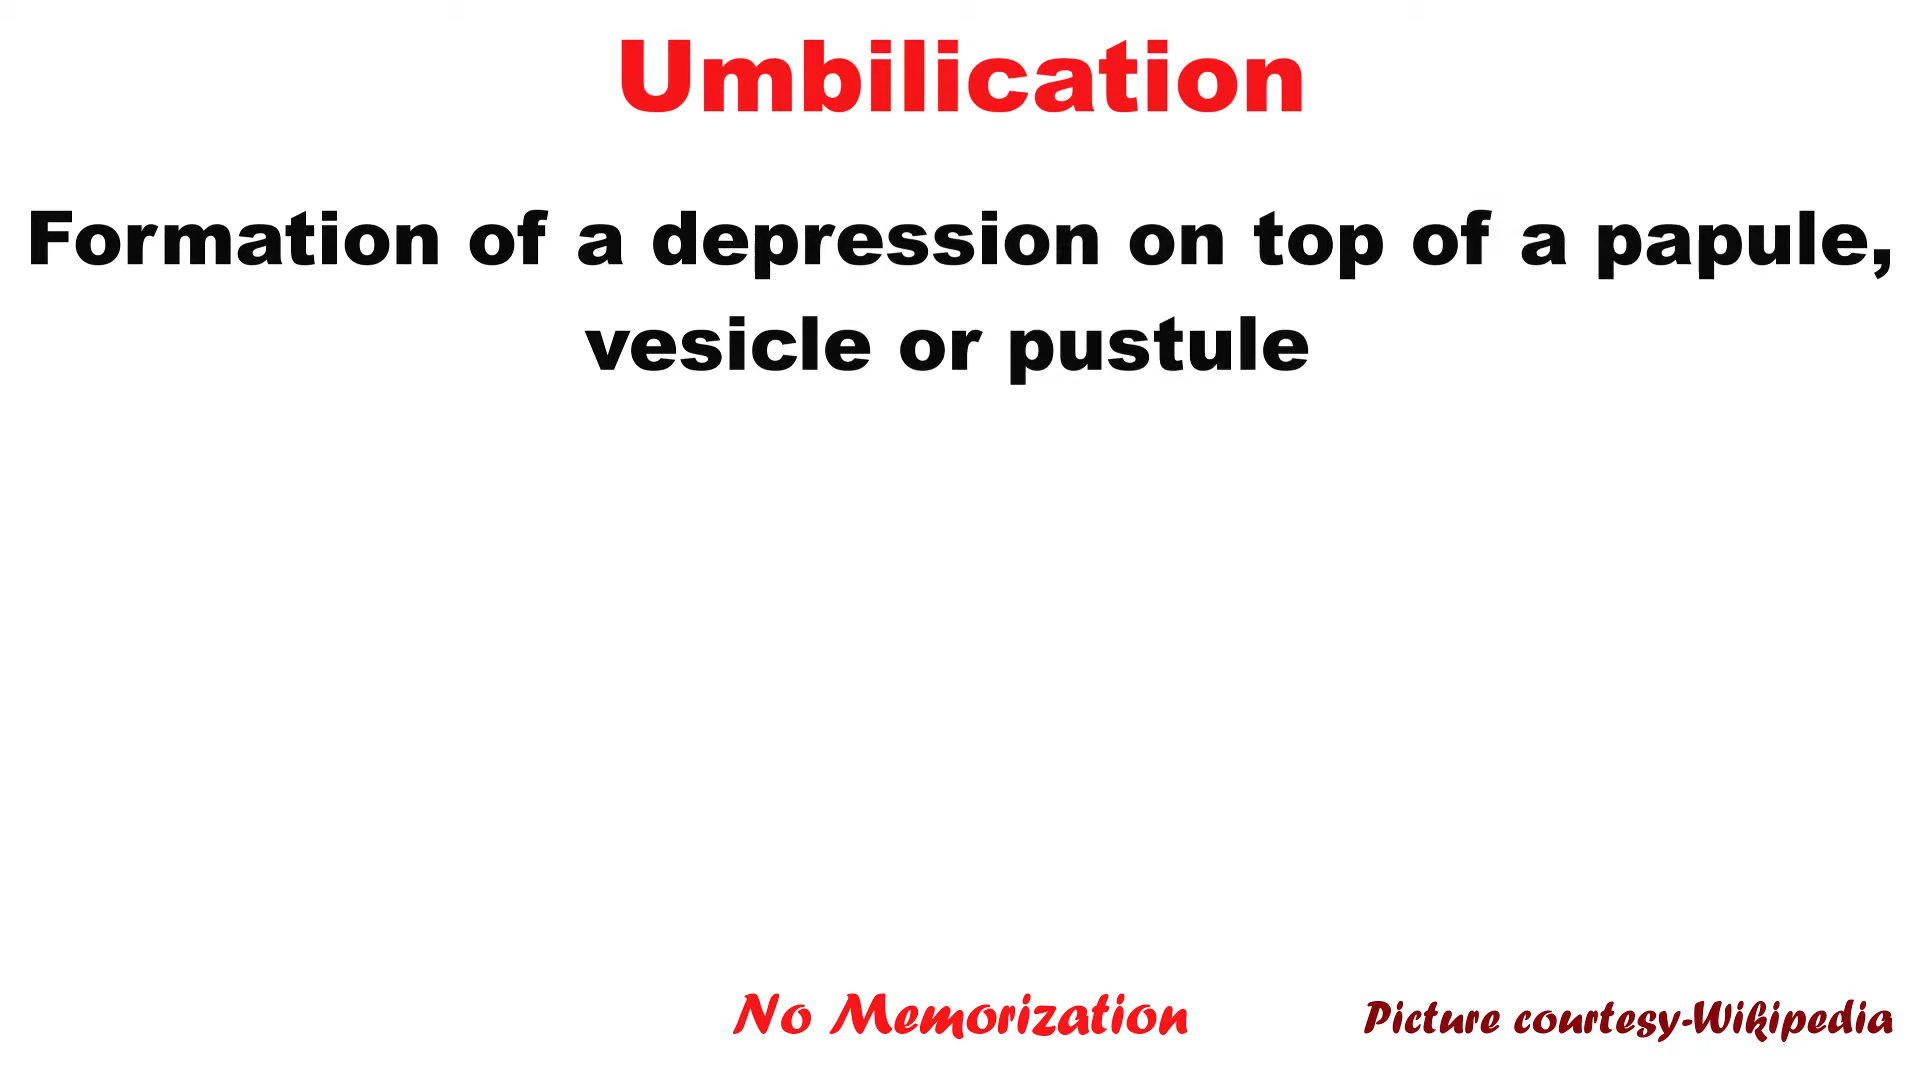 Umbilication
Formation of a depression on top of a papule,
vesicle or pustule
No Memorization
Picture courtesy-Wikipedia